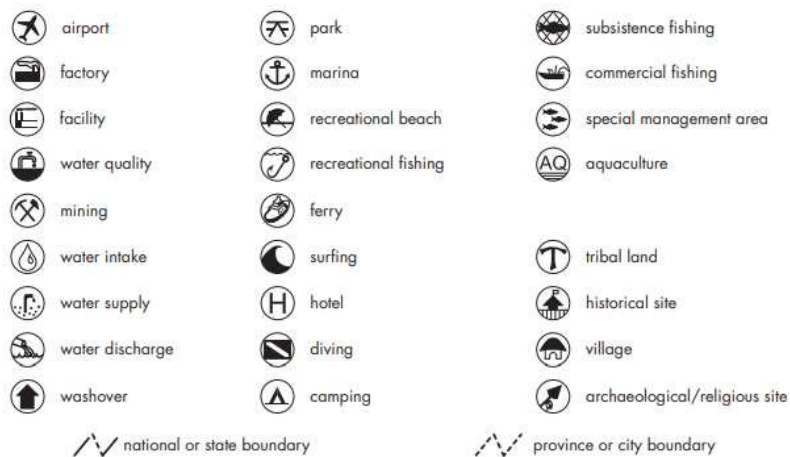 airport park subsistence fishing
factory marina commercial fishing
facility recreational beach special management area
water quality recreational fishing AQ aquaculture
mining ferry
water intake surfing tribal land
water supply H hotel historical site
water discharge diving village
washover camping archaeological/religious site
national or state boundary province or city boundary